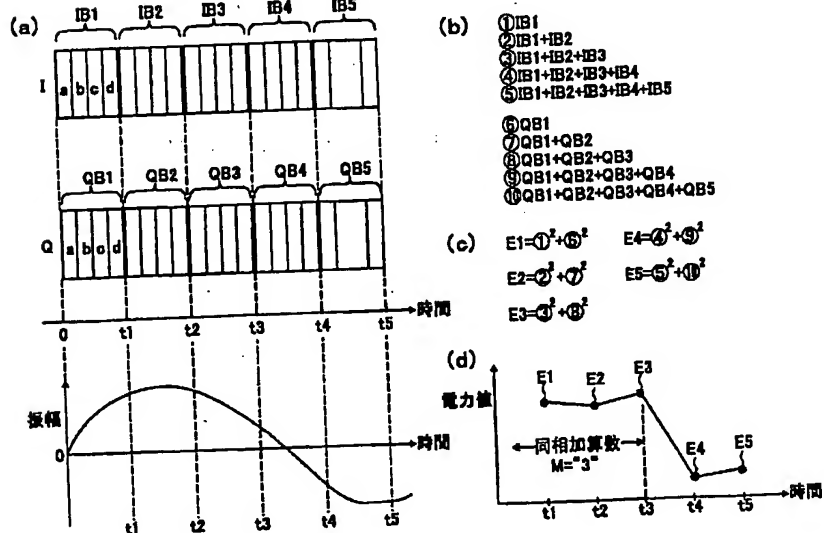 (a)
IB1 IB2 IB3 IB4 IB5
I
a b c d
QB1 QB2 QB3 QB4 QB5
Q
a b c d
時間
0 t1 t2 t3 t4 t5
振幅
0
時間
t1 t2 t3 t4 t5
(b)
①IB1
②IB1+IB2
③IB1+IB2+IB3
④IB1+IB2+IB3+IB4
⑤IB1+IB2+IB3+IB4+IB5
⑥QB1
⑦QB1+QB2
⑧QB1+QB2+QB3
⑨QB1+QB2+QB3+QB4
⑩QB1+QB2+QB3+QB4+QB5
(c)
E1=①²+⑥² E4=④²+⑨²
E2=②²+⑦² E5=⑤²+⑩²
E3=③²+⑧²
(d)
電力値
E1 E2 E3 E4 E5
同相加算数
M="3"
時間
t1 t2 t3 t4 t5